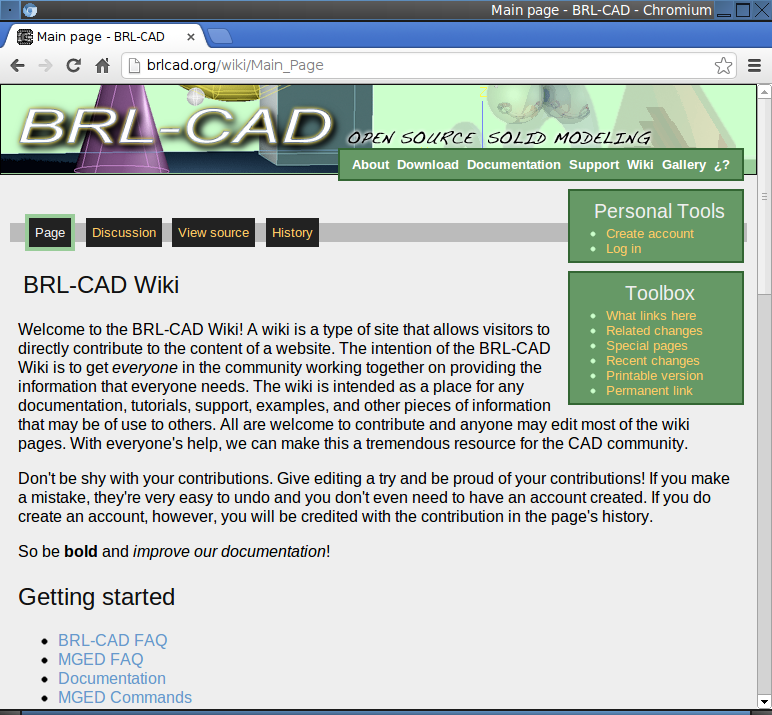 Main page - BRL-CAD - Chromium
Main page - BRL-CAD
brlcad.org/wiki/Main_Page
BRL-CAD OPEN SOURCE SOLID MODELING
About Download Documentation Support Wiki Gallery ¿?
Page Discussion View source History
Personal Tools
Create account
Log in
Toolbox
What links here
Related changes
Special pages
Recent changes
Printable version
Permanent link
BRL-CAD Wiki
Welcome to the BRL-CAD Wiki! A wiki is a type of site that allows visitors to
directly contribute to the content of a website. The intention of the BRL-CAD
Wiki is to get everyone in the community working together on providing the
information that everyone needs. The wiki is intended as a place for any
documentation, tutorials, support, examples, and other pieces of information
that may be of use to others. All are welcome to contribute and anyone may edit most of the wiki
pages. With everyone's help, we can make this a tremendous resource for the CAD community.
Don't be shy with your contributions. Give editing a try and be proud of your contributions! If you make
a mistake, they're very easy to undo and you don't even need to have an account created. If you do
create an account, however, you will be credited with the contribution in the page's history.
So be bold and improve our documentation!
Getting started
BRL-CAD FAQ
MGED FAQ
Documentation
MGED Commands